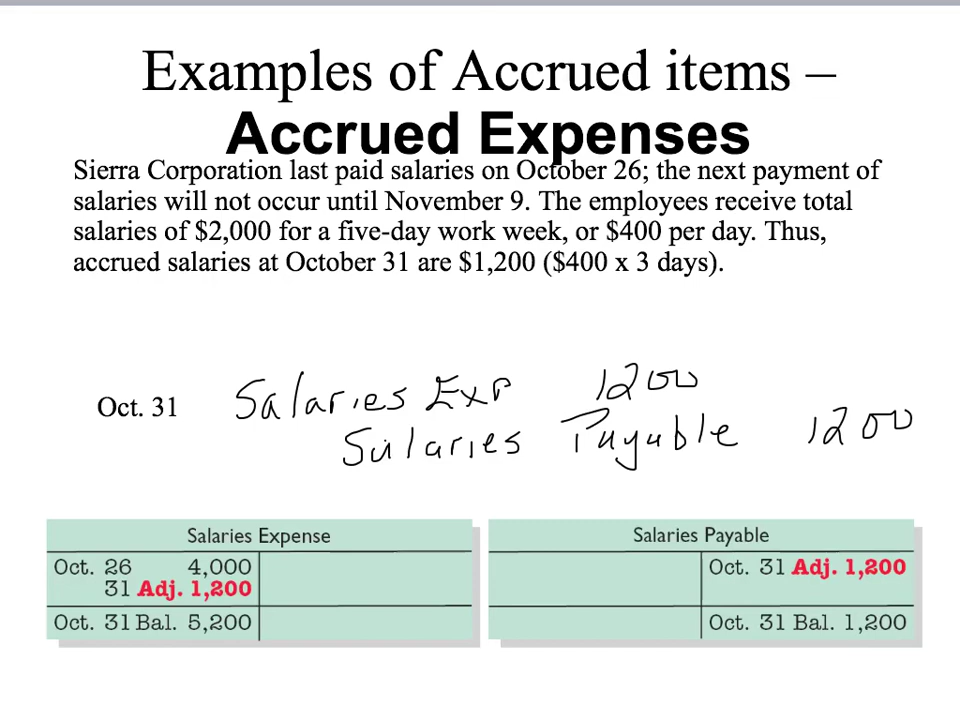 Examples of Accrued items –
Accrued Expenses
Sierra Corporation last paid salaries on October 26; the next payment of
salaries will not occur until November 9. The employees receive total
salaries of $2,000 for a five-day work week, or $400 per day. Thus,
accrued salaries at October 31 are $1,200 ($400 x 3 days).
Oct. 31 Salaries Exp 1200
Salaries Payable 1200
Salaries Expense
Oct. 26 4,000
31 Adj. 1,200
Oct. 31 Bal. 5,200
Salaries Payable
Oct. 31 Adj. 1,200
Oct. 31 Bal. 1,200